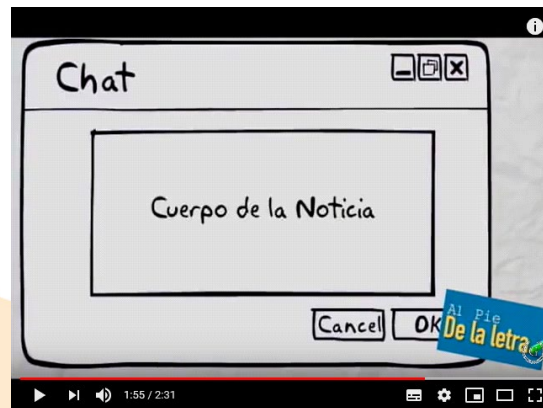 Chat
Cuerpo de la Noticia
Cancel
OK
Al Pie
De la letra
1:55 / 2:31